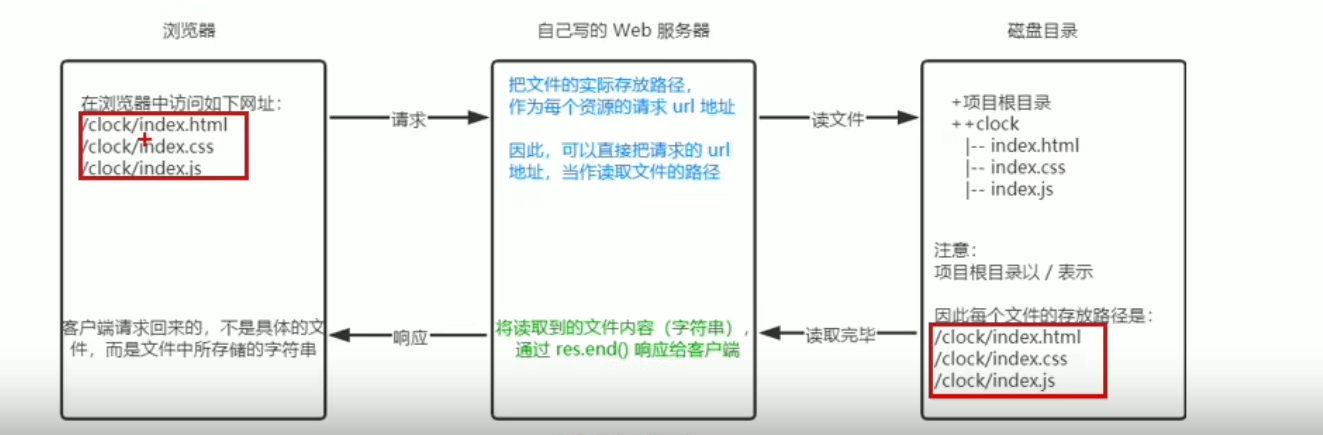 浏览器
自己写的 Web 服务器
磁盘目录
在浏览器中访问如下网址：
/clock/index.html
/clock/index.css
/clock/index.js
客户端请求回来的，不是具体的文
件，而是文件中所存储的字符串
请求
响应
把文件的实际存放路径，
作为每个资源的请求 url 地址
因此，可以直接把请求的 url
地址，当作读取文件的路径
将读取到的文件内容（字符串），
通过 res.end() 响应给客户端
读文件
读取完毕
+项目根目录
++clock
|-- index.html
|-- index.css
|-- index.js
注意：
项目根目录以 / 表示
因此每个文件的存放路径是：
/clock/index.html
/clock/index.css
/clock/index.js